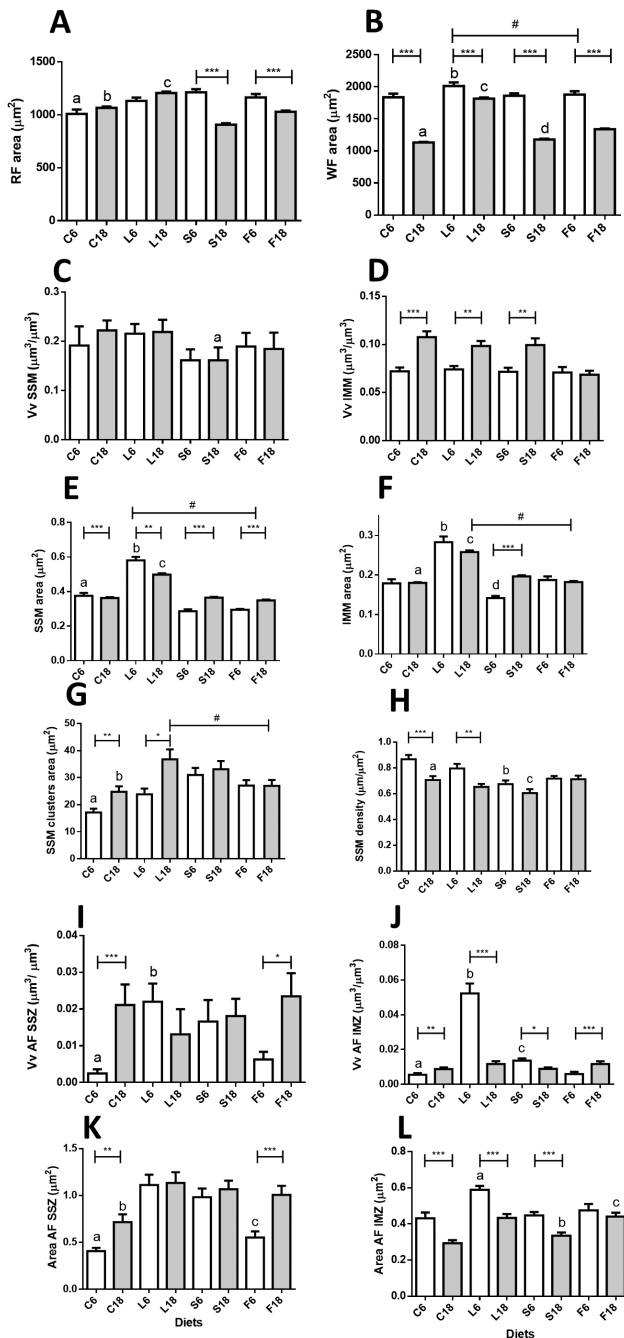 A
RF area (μm2)
1500
1000
500
0
a b c *** ***
C6 C18 L6 L18 S6 S18 F6 F18
B
WF area (μm2)
2500
2000
1500
1000
500
0
#
*** *** *** ***
a b c d
C6 C18 L6 L18 S6 S18 F6 F18
C
Vv SSM (μm3/μm3)
0.3
0.2
0.1
0.0
a
C6 C18 L6 L18 S6 S18 F6 F18
D
Vv IMM (μm3/μm3)
0.15
0.10
0.05
0.00
*** ** **
C6 C18 L6 L18 S6 S18 F6 F18
E
SSM area (μm2)
0.8
0.6
0.4
0.2
0.0
#
*** ** *** ***
a b c
C6 C18 L6 L18 S6 S18 F6 F18
F
IMM area (μm2)
0.3
0.2
0.1
0.0
#
***
a b c d
C6 C18 L6 L18 S6 S18 F6 F18
G
SSM clusters area (μm2)
50
40
30
20
10
0
#
** *
a b
C6 C18 L6 L18 S6 S18 F6 F18
H
SSM density (μm/μm2)
1.0
0.8
0.6
0.4
0.2
0.0
*** **
a b c
C6 C18 L6 L18 S6 S18 F6 F18
I
Vv AF SSZ (μm3/ μm3)
0.04
0.03
0.02
0.01
0.00
*** *
a b
C6 C18 L6 L18 S6 S18 F6 F18
J
Vv AF IMZ (μm3/μm3)
0.08
0.06
0.04
0.02
0.00
** *** * ***
a b c
C6 C18 L6 L18 S6 S18 F6 F18
K
Area AF SSZ (μm2)
1.5
1.0
0.5
0.0
** ***
a b c
C6 C18 L6 L18 S6 S18 F6 F18
Diets
L
Area AF IMZ (μm2)
0.8
0.6
0.4
0.2
0.0
*** *** ***
a b c
C6 C18 L6 L18 S6 S18 F6 F18
Diets